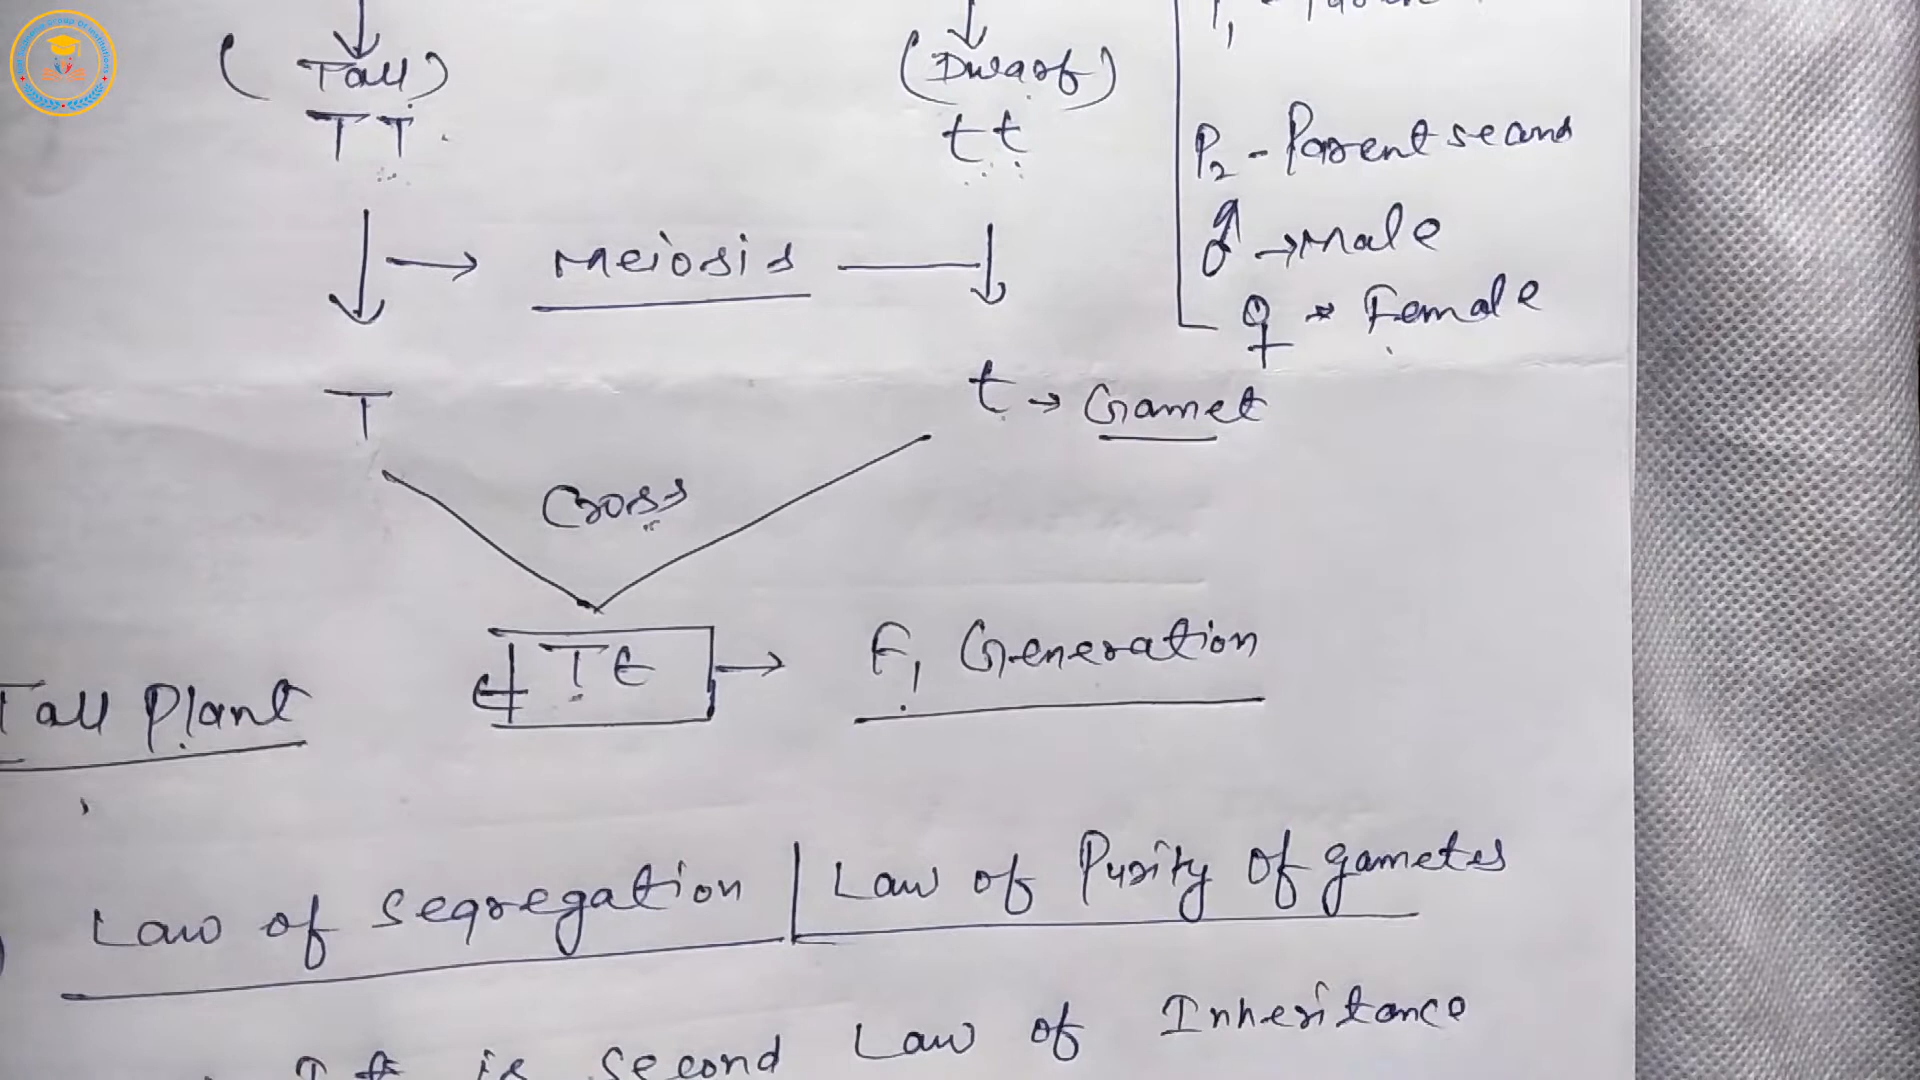 (Tall)
(Dwarf)
TT
tt
P2 - Parent second
♂ → Male
Meiosis
♀ → Female
T
t → Gamet
Cross
Tt → F1 Generation
Tall Plant
Law of Segregation | Law of Purity of gametes
It is second Law of Inheritance